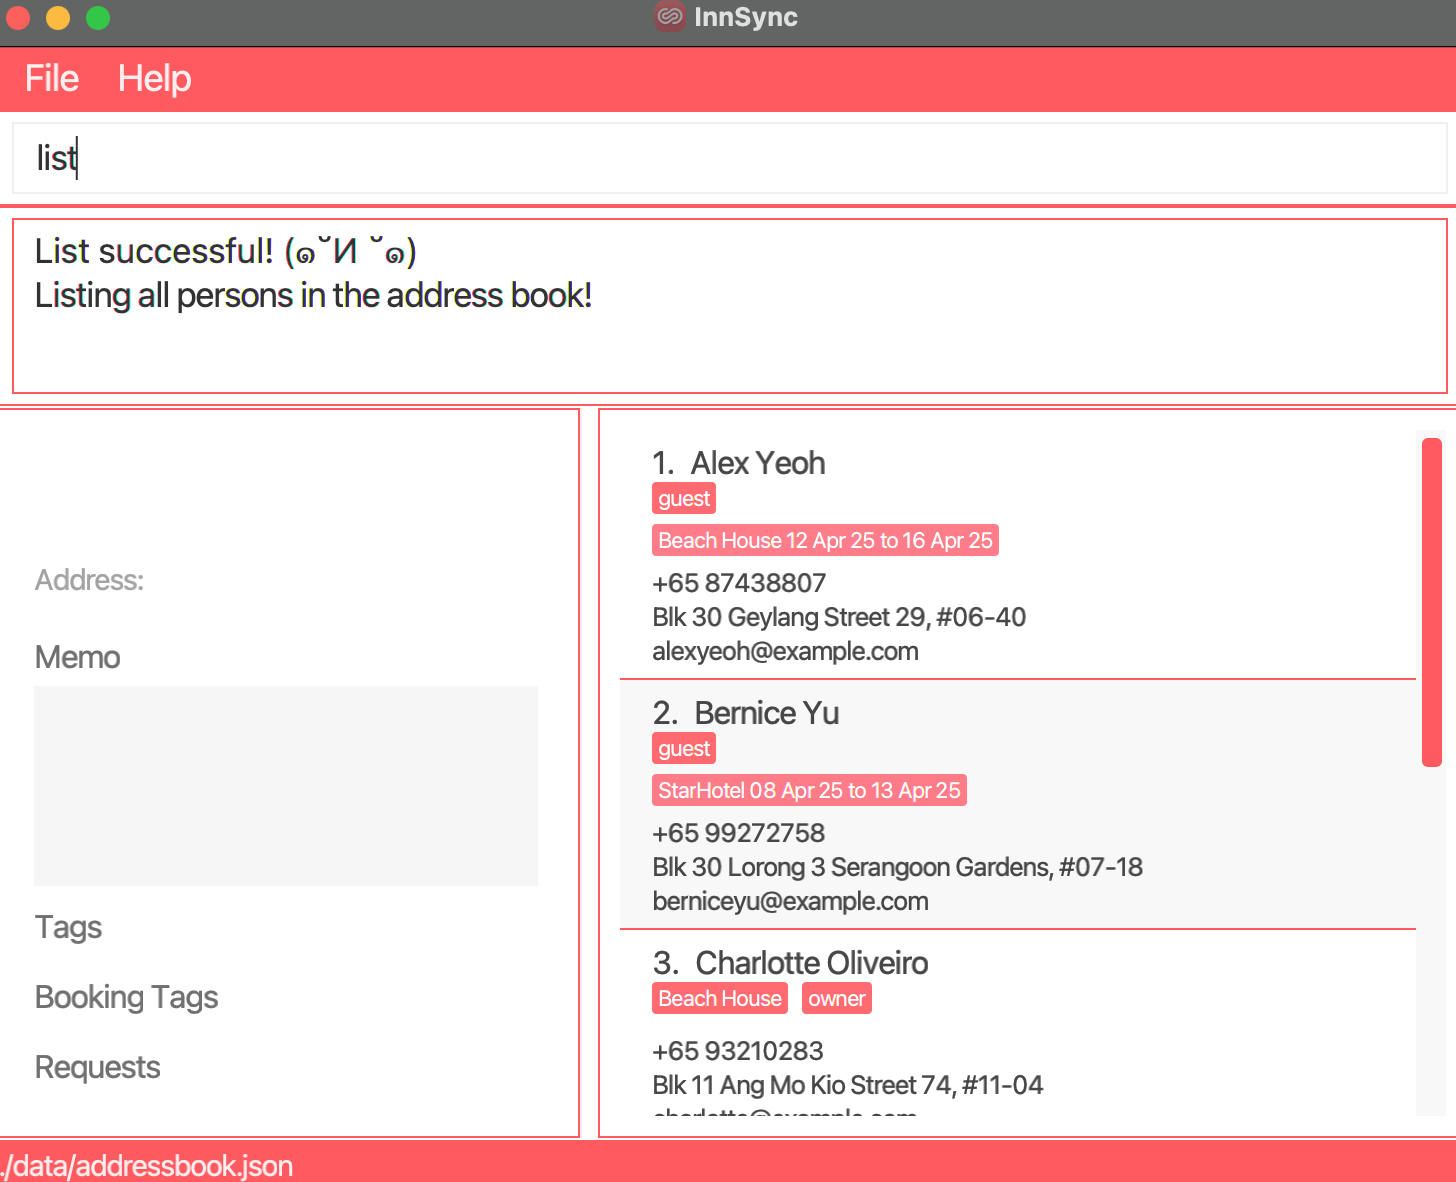 InnSync
File Help
list
List successful! (๑˘И ˘๑)
Listing all persons in the address book!
Address:
Memo
Tags
Booking Tags
Requests
1. Alex Yeoh
guest
Beach House 12 Apr 25 to 16 Apr 25
+65 87438807
Blk 30 Geylang Street 29, #06-40
alexyeoh@example.com
2. Bernice Yu
guest
StarHotel 08 Apr 25 to 13 Apr 25
+65 99272758
Blk 30 Lorong 3 Serangoon Gardens, #07-18
berniceyu@example.com
3. Charlotte Oliveiro
Beach House owner
+65 93210283
Blk 11 Ang Mo Kio Street 74, #11-04
./data/addressbook.json